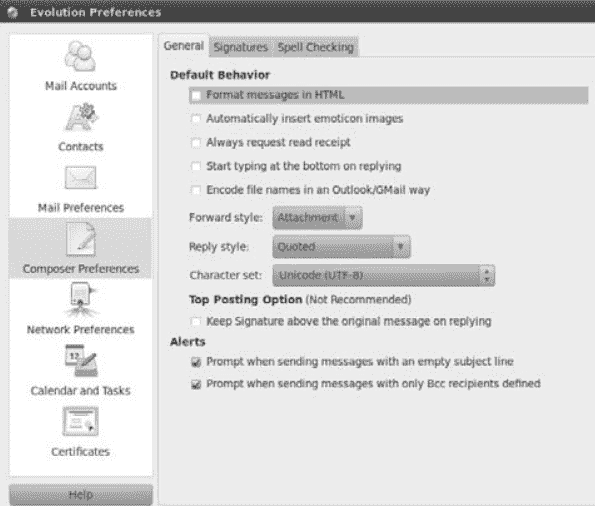 Evolution Preferences
Mail Accounts
Contacts
Mail Preferences
Composer Preferences
Network Preferences
12
Calendar and Tasks
Certificates
Help
General Signatures Spell Checking
Default Behavior
Format messages in HTML
Automatically insert emoticon images
Always request read receipt
Start typing at the bottom on replying
Encode file names in an Outlook/GMail way
Forward style: Attachment
Reply style: Quoted
Character set: Unicode (UTF-8)
Top Posting Option (Not Recommended)
Keep Signature above the original message on replying
Alerts
Prompt when sending messages with an empty subject line
Prompt when sending messages with only Bcc recipients defined